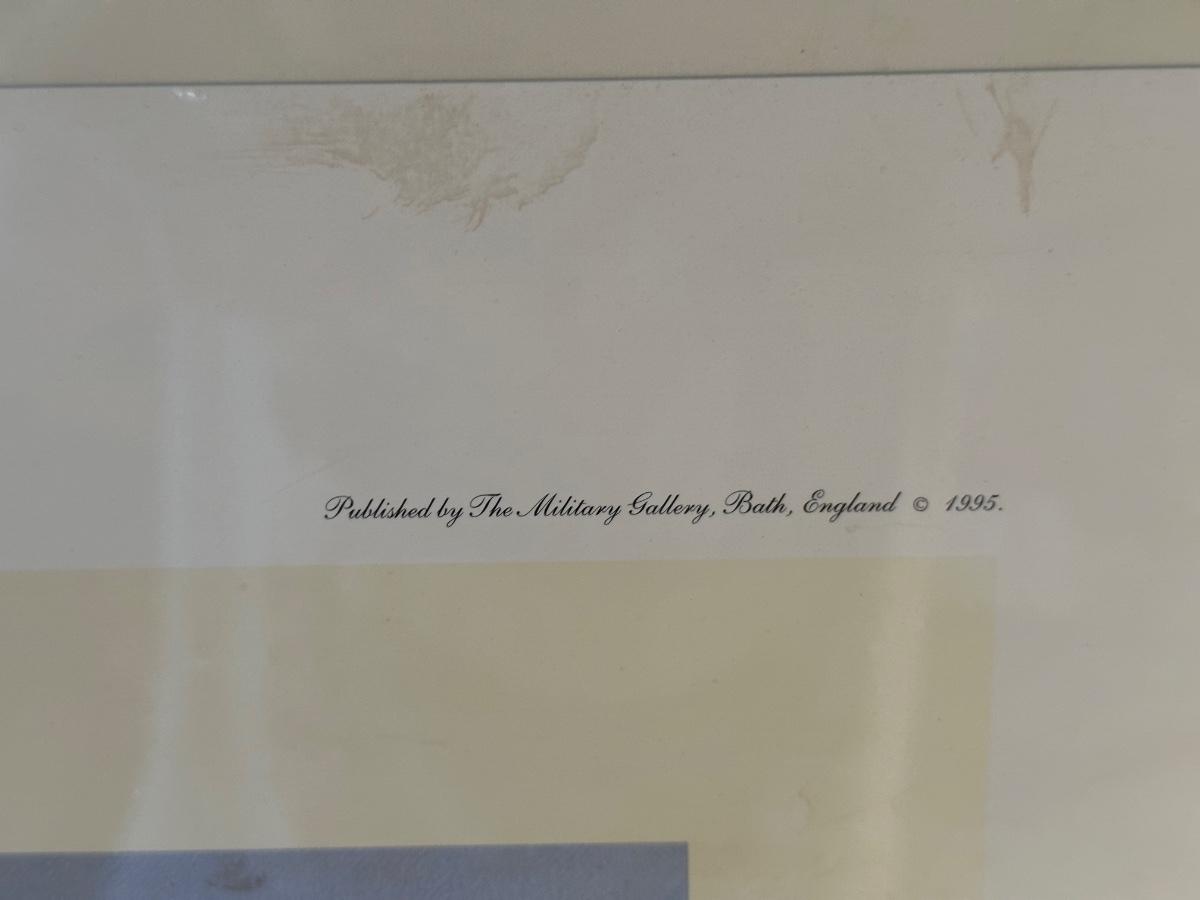 Published by The Military Gallery, Bath, England © 1995.